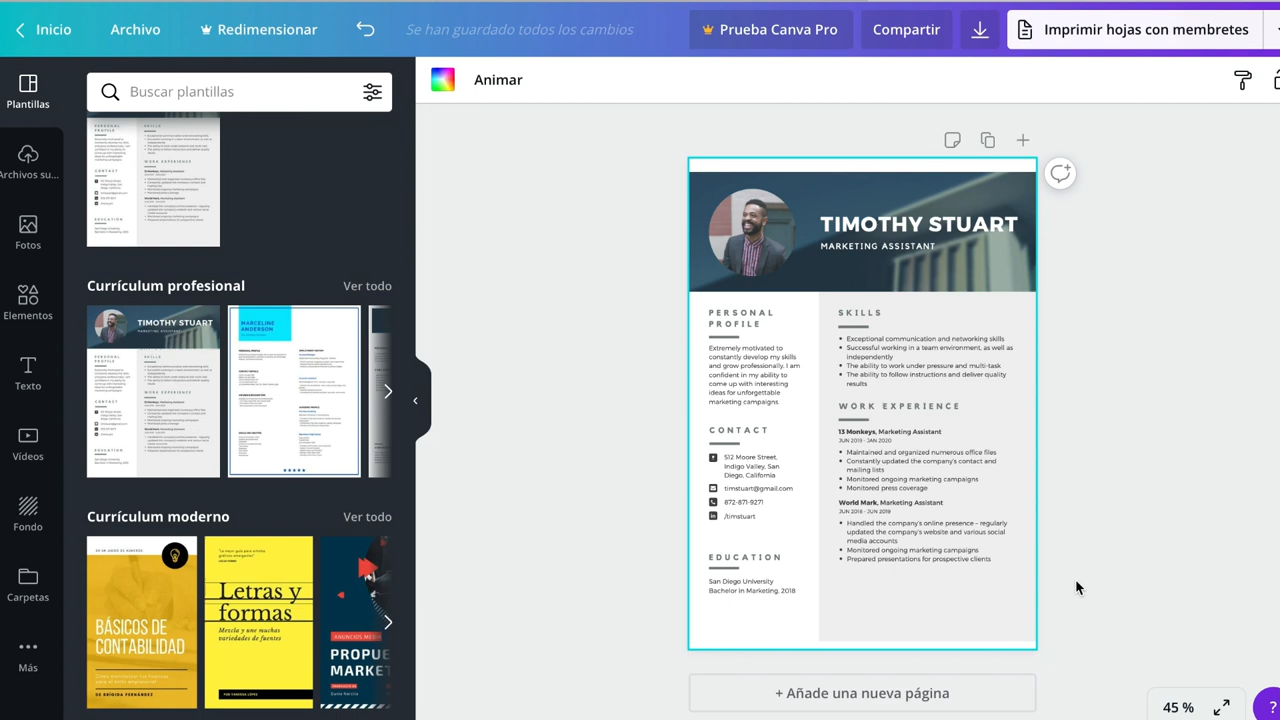 Inicio
Archivo
Redimensionar
Se han guardado todos los cambios
Prueba Canva Pro
Compartir
Imprimir hojas con membretes
Plantillas
Archivos su...
Fotos
Elementos
Texto
Vídeos
Fondo
Carpetas
Más
Buscar plantillas
Currículum profesional
Ver todo
TIMOTHY STUART
MARCELINE
ANDERSON
Currículum moderno
Ver todo
BÁSICOS DE
CONTABILIDAD
DE BRÍGIDA FERNÁNDEZ
Letras y
formas
Mezcla y une muchas
variedades de fuentes
PROPUE
MARKE
Animar
TIMOTHY STUART
MARKETING ASSISTANT
PERSONAL
PROFILE
Extremely motivated to
constantly develop my skills
and grow professionally. I am
confident in my ability to
come up with interesting
ideas for unforgettable
marketing campaigns.
CONTACT
512 Moore Street,
Indigo Valley, San
Diego, California
timstuart@gmail.com
872-871-9271
/timstuart
EDUCATION
San Diego University
Bachelor in Marketing, 2018
SKILLS
Exceptional communication and networking skills
Successful working in a team environment, as well as
independently
The ability to work under pressure and multi-task
The ability to follow instructions and deliver quality
results
WORK EXPERIENCE
13 Monkeys, Marketing Assistant
JUN 2019 - JAN 2020
Maintained and organized numerous office files
Constantly updated the company's contact and
mailing lists
Monitored ongoing marketing campaigns
Monitored press coverage
World Mark, Marketing Assistant
JUN 2018 - JUN 2019
Handled the company's online presence – regularly
updated the company's website and various social
media accounts
Monitored ongoing marketing campaigns
Prepared presentations for prospective clients
+ Añade una nueva página
45 %
?